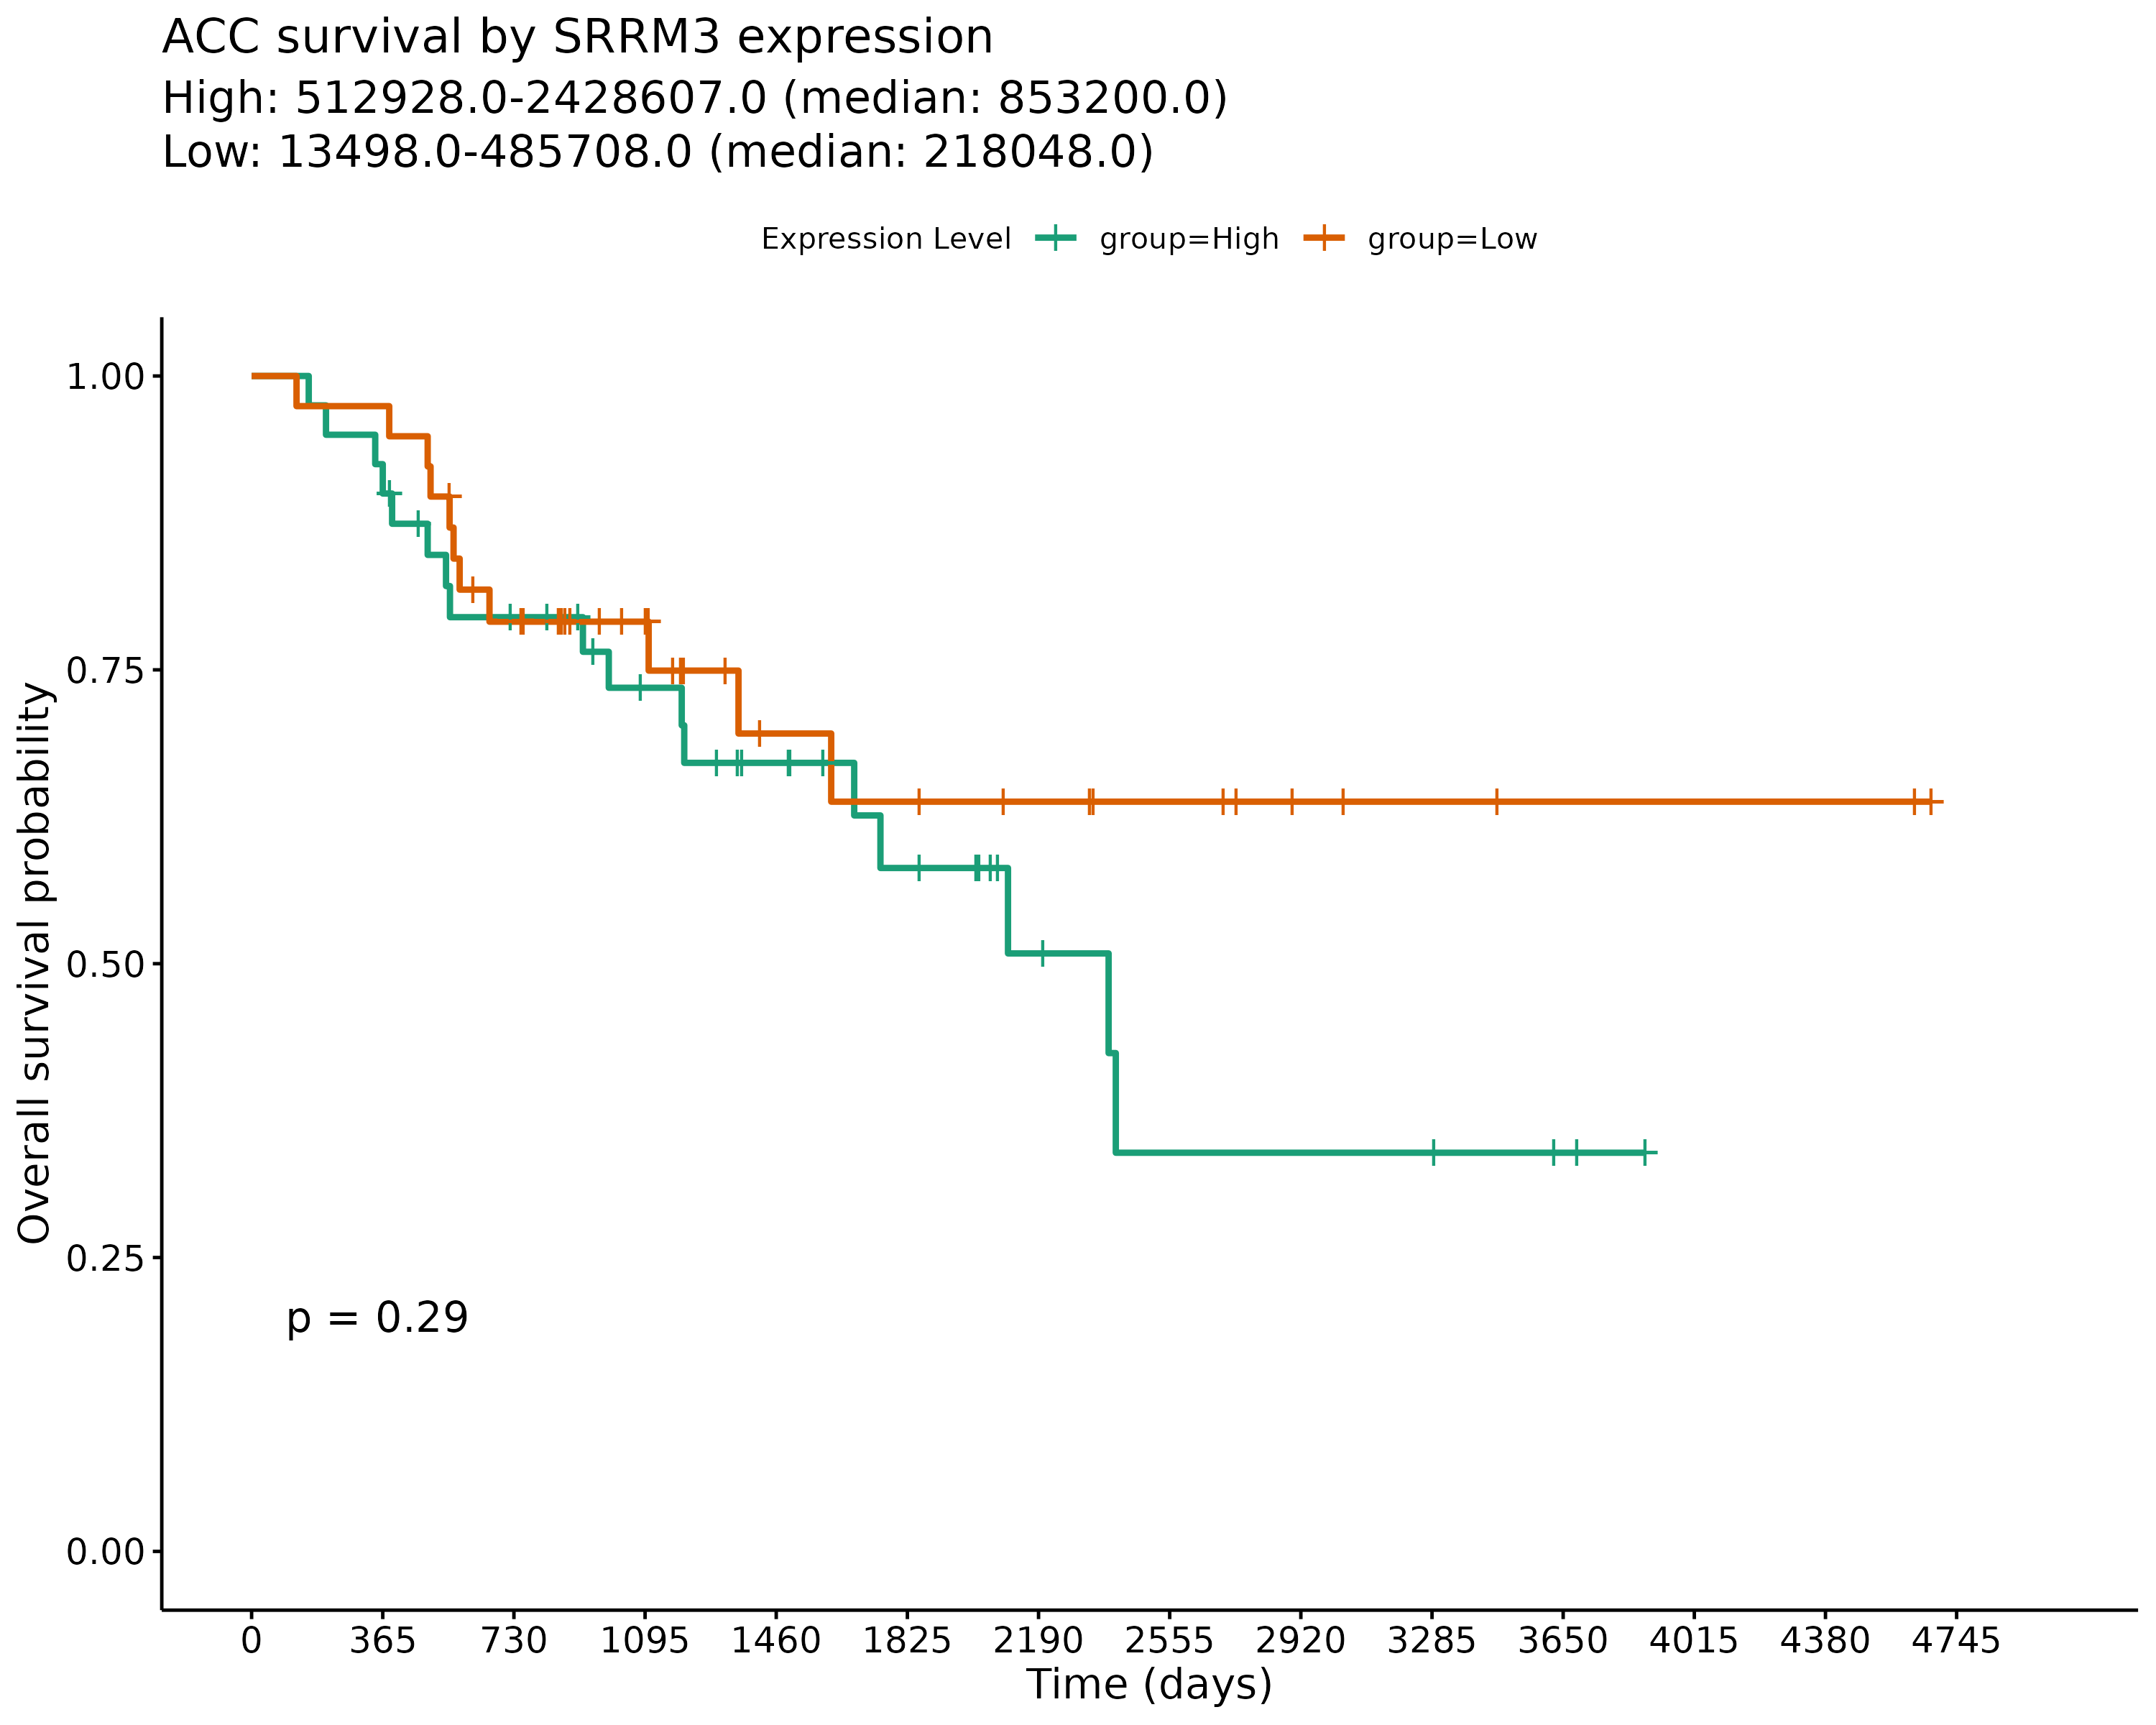 ACC survival by SRRM3 expression
High: 512928.0-2428607.0 (median: 853200.0)
Low: 13498.0-485708.0 (median: 218048.0)
Expression Level group=High group=Low
1.00
0.75
0.50
0.25
0.00
Overall survival probability
p = 0.29
0 365 730 1095 1460 1825 2190 2555 2920 3285 3650 4015 4380 4745
Time (days)